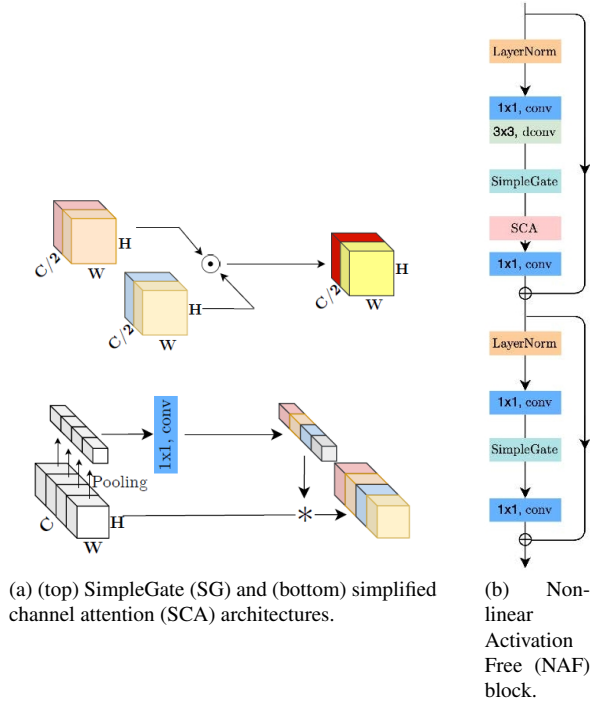 H
C/2
W
H
C/2
W
H
C/2
W
1x1, conv
Pooling
C
H
W
*
(a) (top) SimpleGate (SG) and (bottom) simplified
channel attention (SCA) architectures.
LayerNorm
1x1, conv
3x3, dconv
SimpleGate
SCA
1x1, conv
LayerNorm
1x1, conv
SimpleGate
1x1, conv
(b) Non-
linear
Activation
Free (NAF)
block.